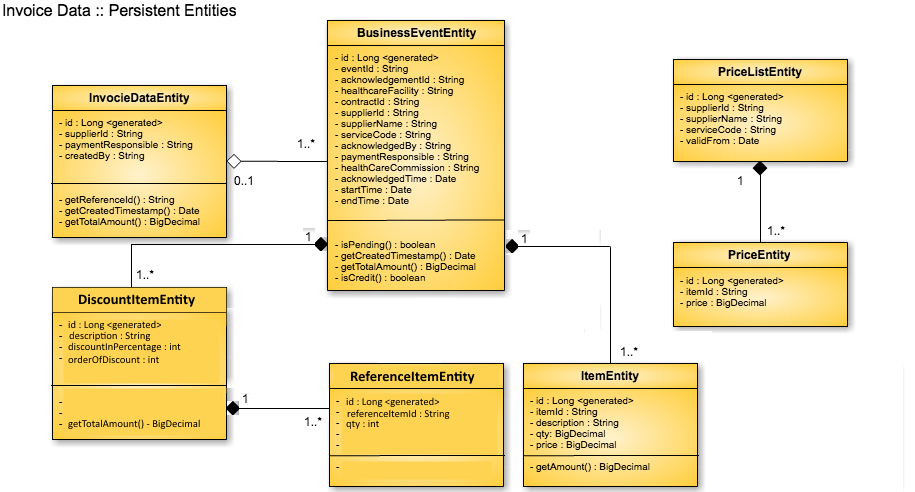 Invoice Data :: Persistent Entities
InvocieDataEntity
- id : Long <generated>
- supplierId : String
- paymentResponsible : String
- createdBy : String
- getReferenceId() : String
- getCreatedTimestamp() : Date
- getTotalAmount() : BigDecimal
0..1
1..*
BusinessEventEntity
- id : Long <generated>
- eventId : String
- acknowledgementId : String
- healthcareFacility : String
- contractId : String
- supplierId : String
- supplierName : String
- serviceCode : String
- acknowledgedBy : String
- paymentResponsible : String
- healthCareCommission : String
- acknowledgedTime : Date
- startTime : Date
- endTime : Date
- isPending() : boolean
- getCreatedTimestamp() : Date
- getTotalAmount() : BigDecimal
- isCredit() : boolean
1
1
PriceListEntity
- id : Long <generated>
- supplierId : String
- supplierName : String
- serviceCode : String
- validFrom : Date
1
1..*
PriceEntity
- id : Long <generated>
- itemId : String
- price : BigDecimal
1..*
DiscountItemEntity
- id : Long <generated>
- description : String
- discountInPercentage : int
- orderOfDiscount : int
-
-
- getTotalAmount() - BigDecimal
1
1..*
ReferenceItemEntity
- id : Long <generated>
- referenceItemId : String
- qty : int
-
-
-
1..*
ItemEntity
- id : Long <generated>
- itemId : String
- description : String
- qty: BigDecimal
- price : BigDecimal
- getAmount() : BigDecimal